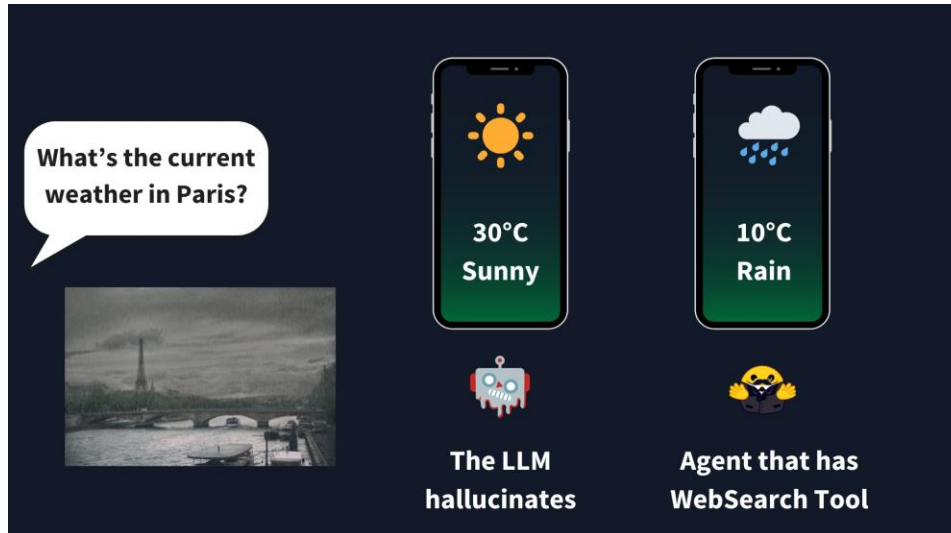 What’s the current
weather in Paris?
30°C
Sunny
The LLM
hallucinates
10°C
Rain
Agent that has
WebSearch Tool